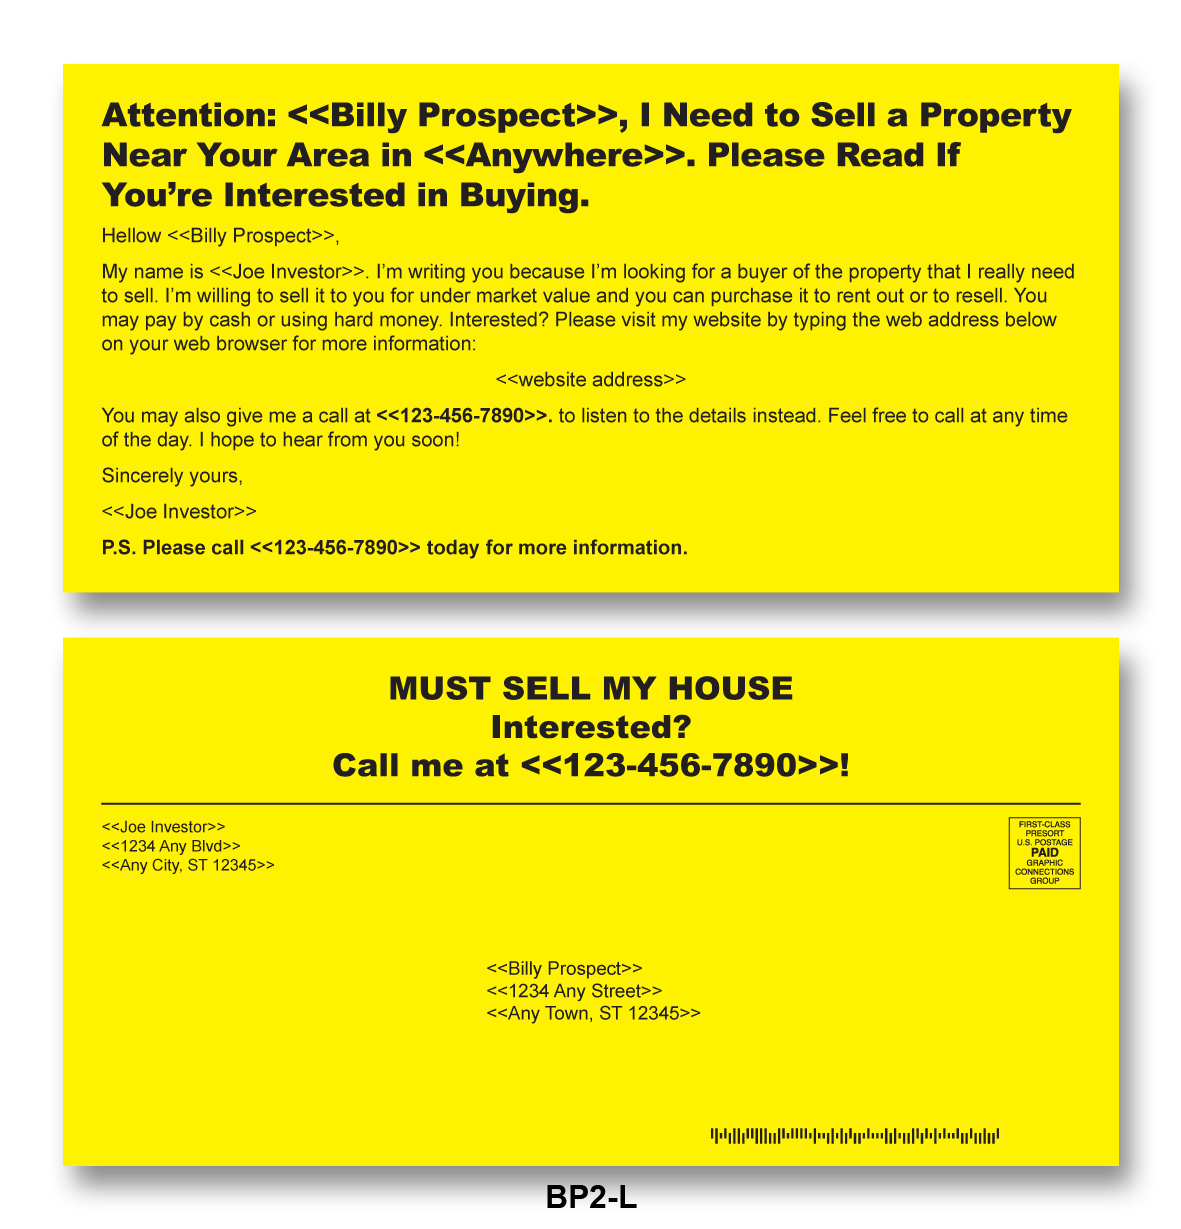 Attention: <<Billy Prospect>>, I Need to Sell a Property
Near Your Area in <<Anywhere>>. Please Read If
You’re Interested in Buying.
Hellow <<Billy Prospect>>,
My name is <<Joe Investor>>. I’m writing you because I’m looking for a buyer of the property that I really need
to sell. I’m willing to sell it to you for under market value and you can purchase it to rent out or to resell. You
may pay by cash or using hard money. Interested? Please visit my website by typing the web address below
on your web browser for more information:
<<website address>>
You may also give me a call at <<123-456-7890>>. to listen to the details instead. Feel free to call at any time
of the day. I hope to hear from you soon!
Sincerely yours,
<<Joe Investor>>
P.S. Please call <<123-456-7890>> today for more information.
MUST SELL MY HOUSE
Interested?
Call me at <<123-456-7890>>!
<<Joe Investor>>
<<1234 Any Blvd>>
<<Any City, ST 12345>>
FIRST-CLASS
PRESORT
U.S. POSTAGE
PAID
GRAPHIC
CONNECTIONS
GROUP
<<Billy Prospect>>
<<1234 Any Street>>
<<Any Town, ST 12345>>
BP2-L